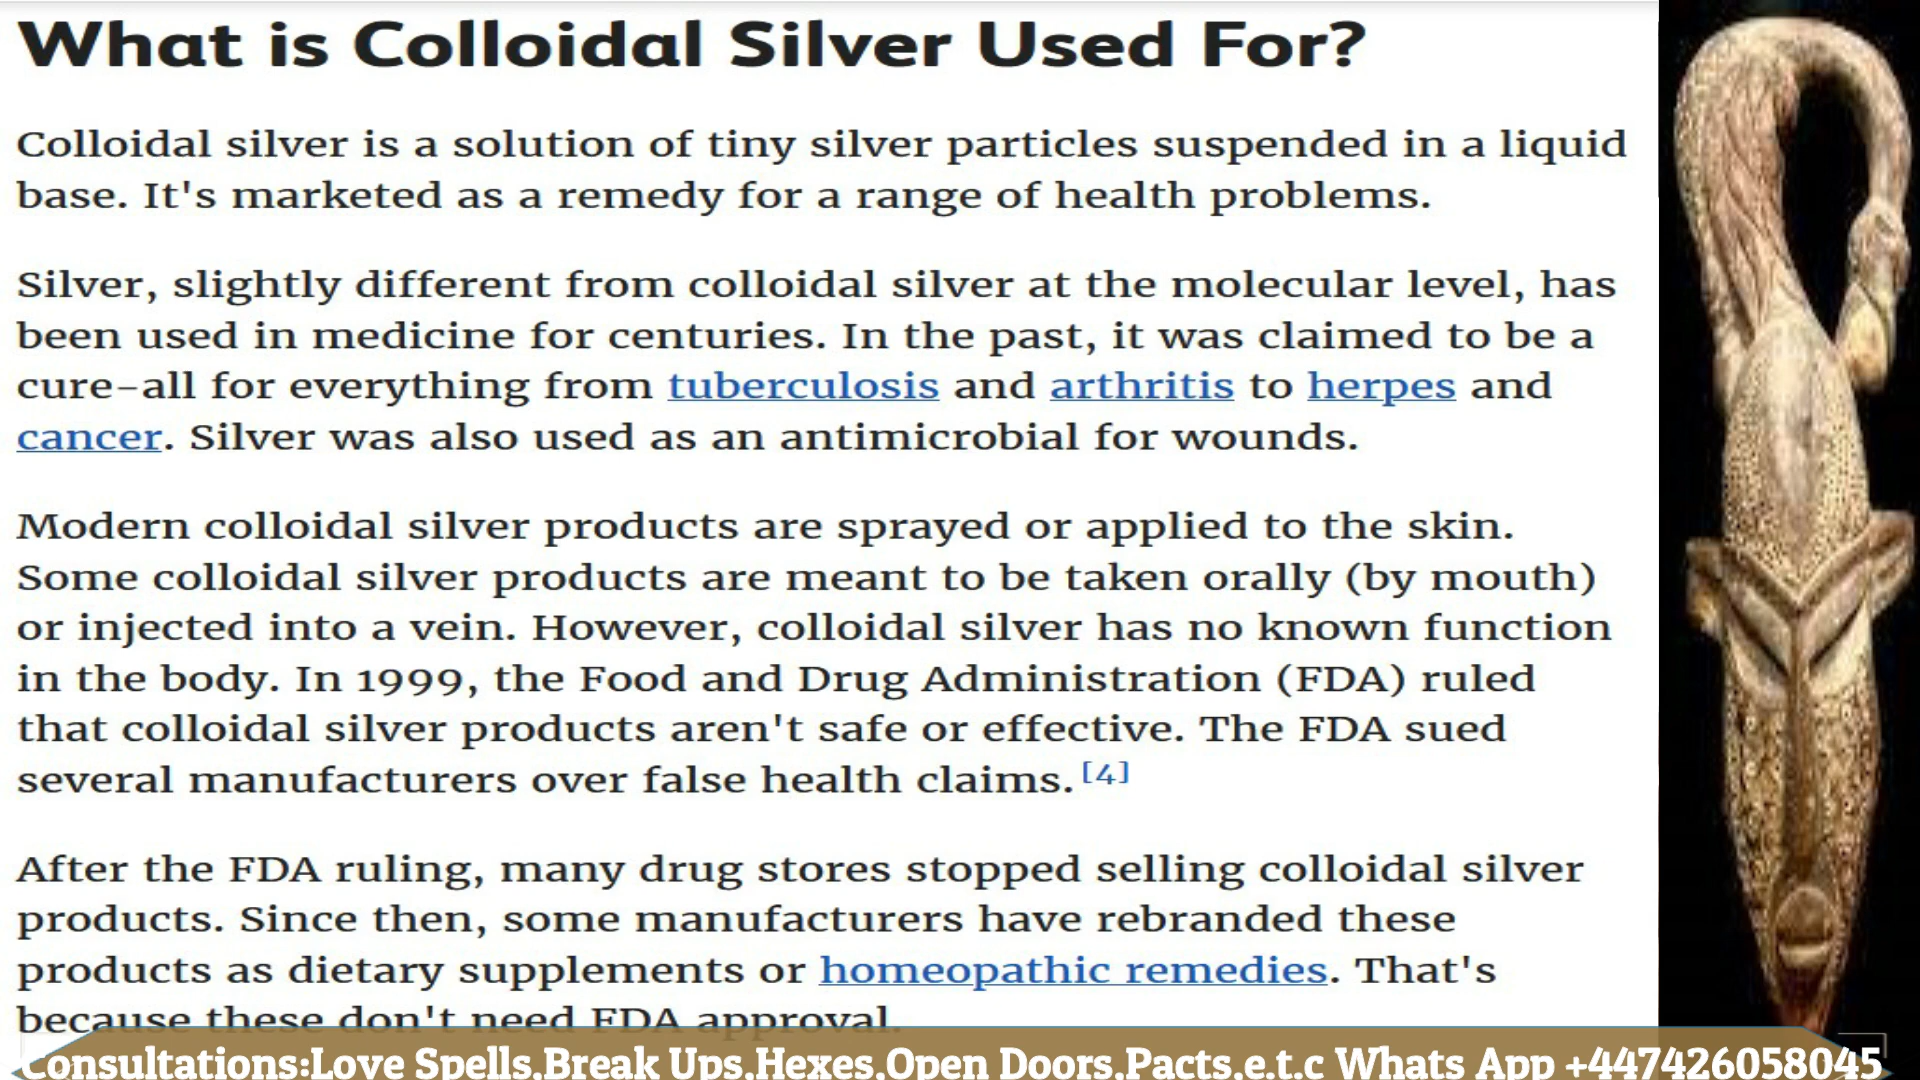 What is Colloidal Silver Used For?
Colloidal silver is a solution of tiny silver particles suspended in a liquid
base. It's marketed as a remedy for a range of health problems.
Silver, slightly different from colloidal silver at the molecular level, has
been used in medicine for centuries. In the past, it was claimed to be a
cure-all for everything from tuberculosis and arthritis to herpes and
cancer. Silver was also used as an antimicrobial for wounds.
Modern colloidal silver products are sprayed or applied to the skin.
Some colloidal silver products are meant to be taken orally (by mouth)
or injected into a vein. However, colloidal silver has no known function
in the body. In 1999, the Food and Drug Administration (FDA) ruled
that colloidal silver products aren't safe or effective. The FDA sued
several manufacturers over false health claims. [4]
After the FDA ruling, many drug stores stopped selling colloidal silver
products. Since then, some manufacturers have rebranded these
products as dietary supplements or homeopathic remedies. That's
because these don't need FDA approval.
Consultations:Love Spells,Break Ups,Hexes,Open Doors,Pacts,e.t.c Whats App +447426058045